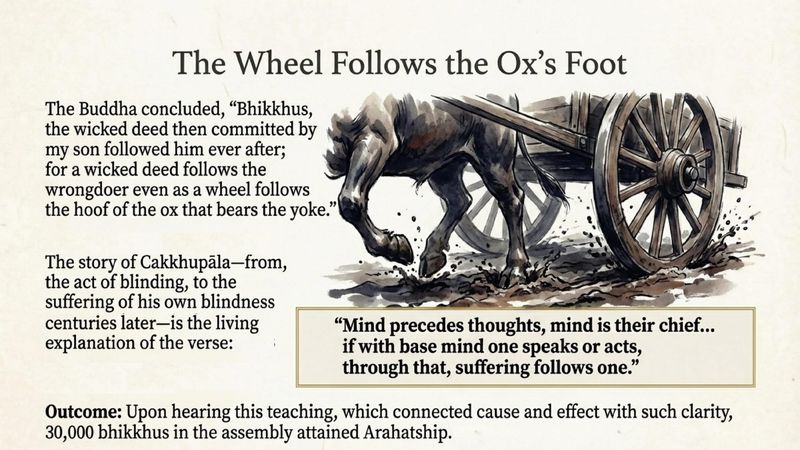 The Wheel Follows the Ox’s Foot
The Buddha concluded, “Bhikkhus,
the wicked deed then committed by
my son followed him ever after;
for a wicked deed follows the
wrongdoer even as a wheel follows
the hoof of the ox that bears the yoke.”
The story of Cakkhupāla—from,
the act of blinding, to the
suffering of his own blindness
centuries later—is the living
explanation of the verse:
“Mind precedes thoughts, mind is their chief...
if with base mind one speaks or acts,
through that, suffering follows one.”
Outcome: Upon hearing this teaching, which connected cause and effect with such clarity,
30,000 bhikkhus in the assembly attained Arahatship.